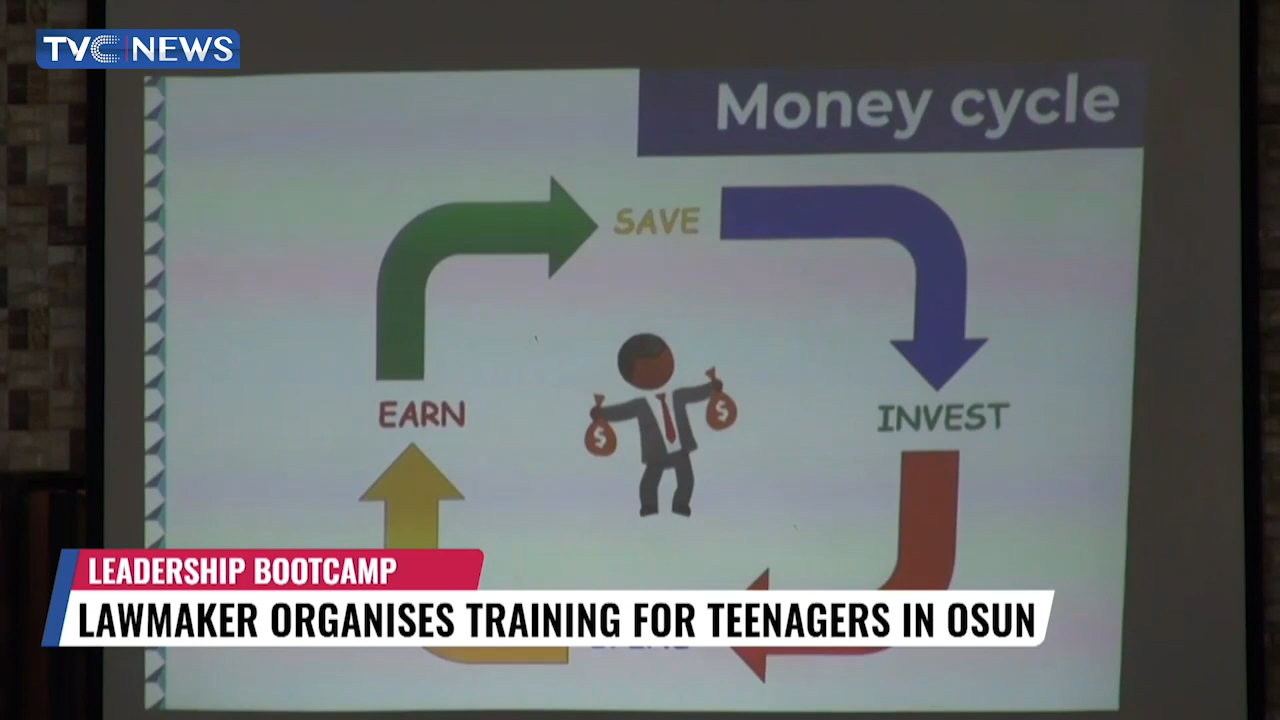 TVC NEWS
Money cycle
SAVE
EARN
INVEST
$
$
LEADERSHIP BOOTCAMP
LAWMAKER ORGANISES TRAINING FOR TEENAGERS IN OSUN